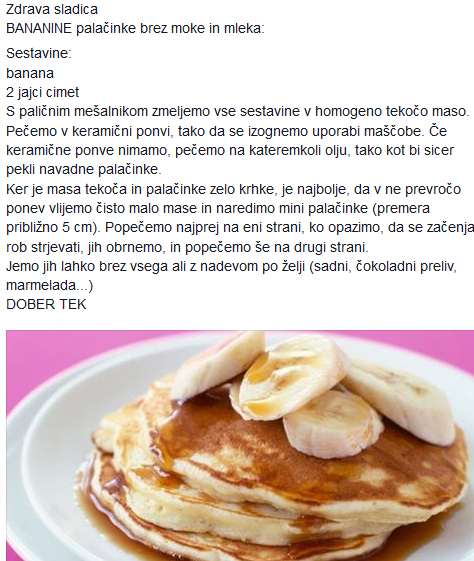 Zdrava sladica
BANANINE palačinke brez moke in mleka:
Sestavine:
banana
2 jajci cimet
S paličnim mešalnikom zmeljemo vse sestavine v homogeno tekočo maso.
Pečemo v keramični ponvi, tako da se izognemo uporabi maščobe. Če
keramične ponve nimamo, pečemo na kateremkoli olju, tako kot bi sicer
pekli navadne palačinke.
Ker je masa tekoča in palačinke zelo krhke, je najbolje, da v ne prevročo
ponev vlijemo čisto malo mase in naredimo mini palačinke (premera
približno 5 cm). Popečemo najprej na eni strani, ko opazimo, da se začenja
rob strjevati, jih obrnemo, in popečemo še na drugi strani.
Jemo jih lahko brez vsega ali z nadevom po želji (sadni, čokoladni preliv,
marmelada...)
DOBER TEK